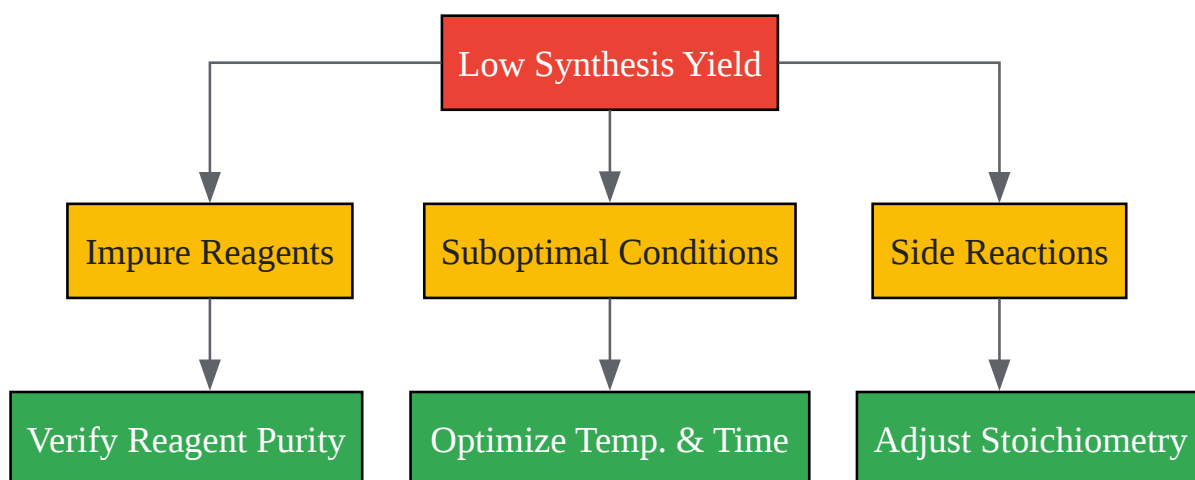 Low Synthesis Yield
Impure Reagents
Suboptimal Conditions
Side Reactions
Verify Reagent Purity
Optimize Temp. & Time
Adjust Stoichiometry